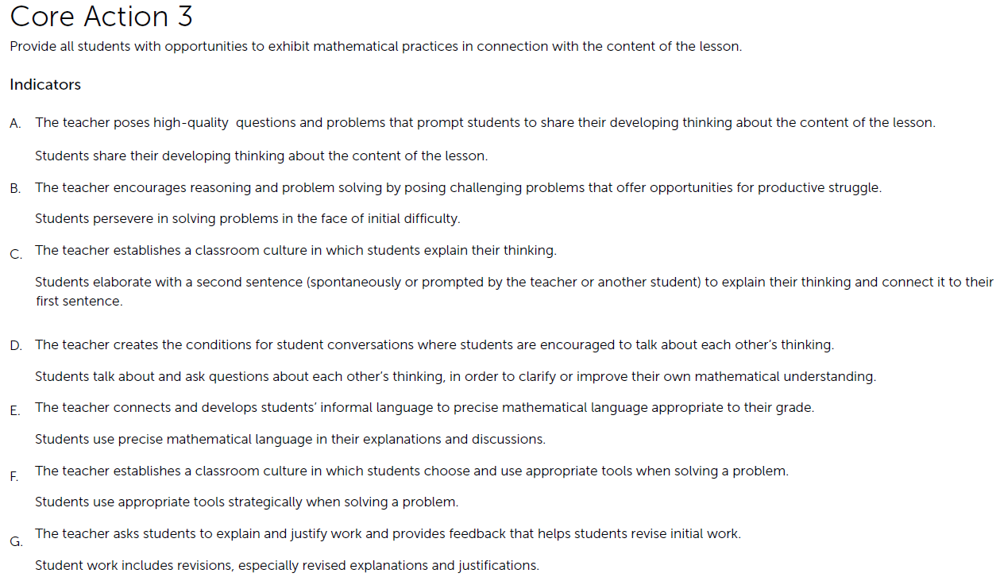 Core Action 3
Provide all students with opportunities to exhibit mathematical practices in connection with the content of the lesson.
Indicators
A. The teacher poses high-quality questions and problems that prompt students to share their developing thinking about the content of the lesson.
Students share their developing thinking about the content of the lesson.
B. The teacher encourages reasoning and problem solving by posing challenging problems that offer opportunities for productive struggle.
Students persevere in solving problems in the face of initial difficulty.
C. The teacher establishes a classroom culture in which students explain their thinking.
Students elaborate with a second sentence (spontaneously or prompted by the teacher or another student) to explain their thinking and connect it to their
first sentence.
D. The teacher creates the conditions for student conversations where students are encouraged to talk about each other’s thinking.
Students talk about and ask questions about each other’s thinking, in order to clarify or improve their own mathematical understanding.
E. The teacher connects and develops students’ informal language to precise mathematical language appropriate to their grade.
Students use precise mathematical language in their explanations and discussions.
F. The teacher establishes a classroom culture in which students choose and use appropriate tools when solving a problem.
Students use appropriate tools strategically when solving a problem.
G. The teacher asks students to explain and justify work and provides feedback that helps students revise initial work.
Student work includes revisions, especially revised explanations and justifications.